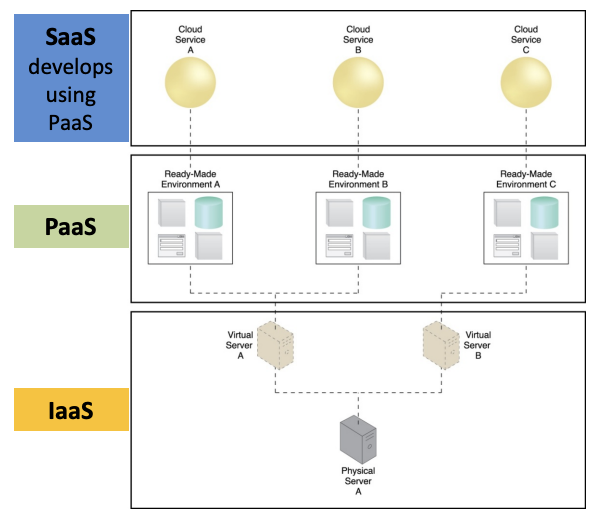 SaaS
develops
using
PaaS
Cloud
Service
A
Cloud
Service
B
Cloud
Service
C
PaaS
Ready-Made
Environment A
Ready-Made
Environment B
Ready-Made
Environment C
IaaS
Virtual
Server
A
Virtual
Server
B
Physical
Server
A